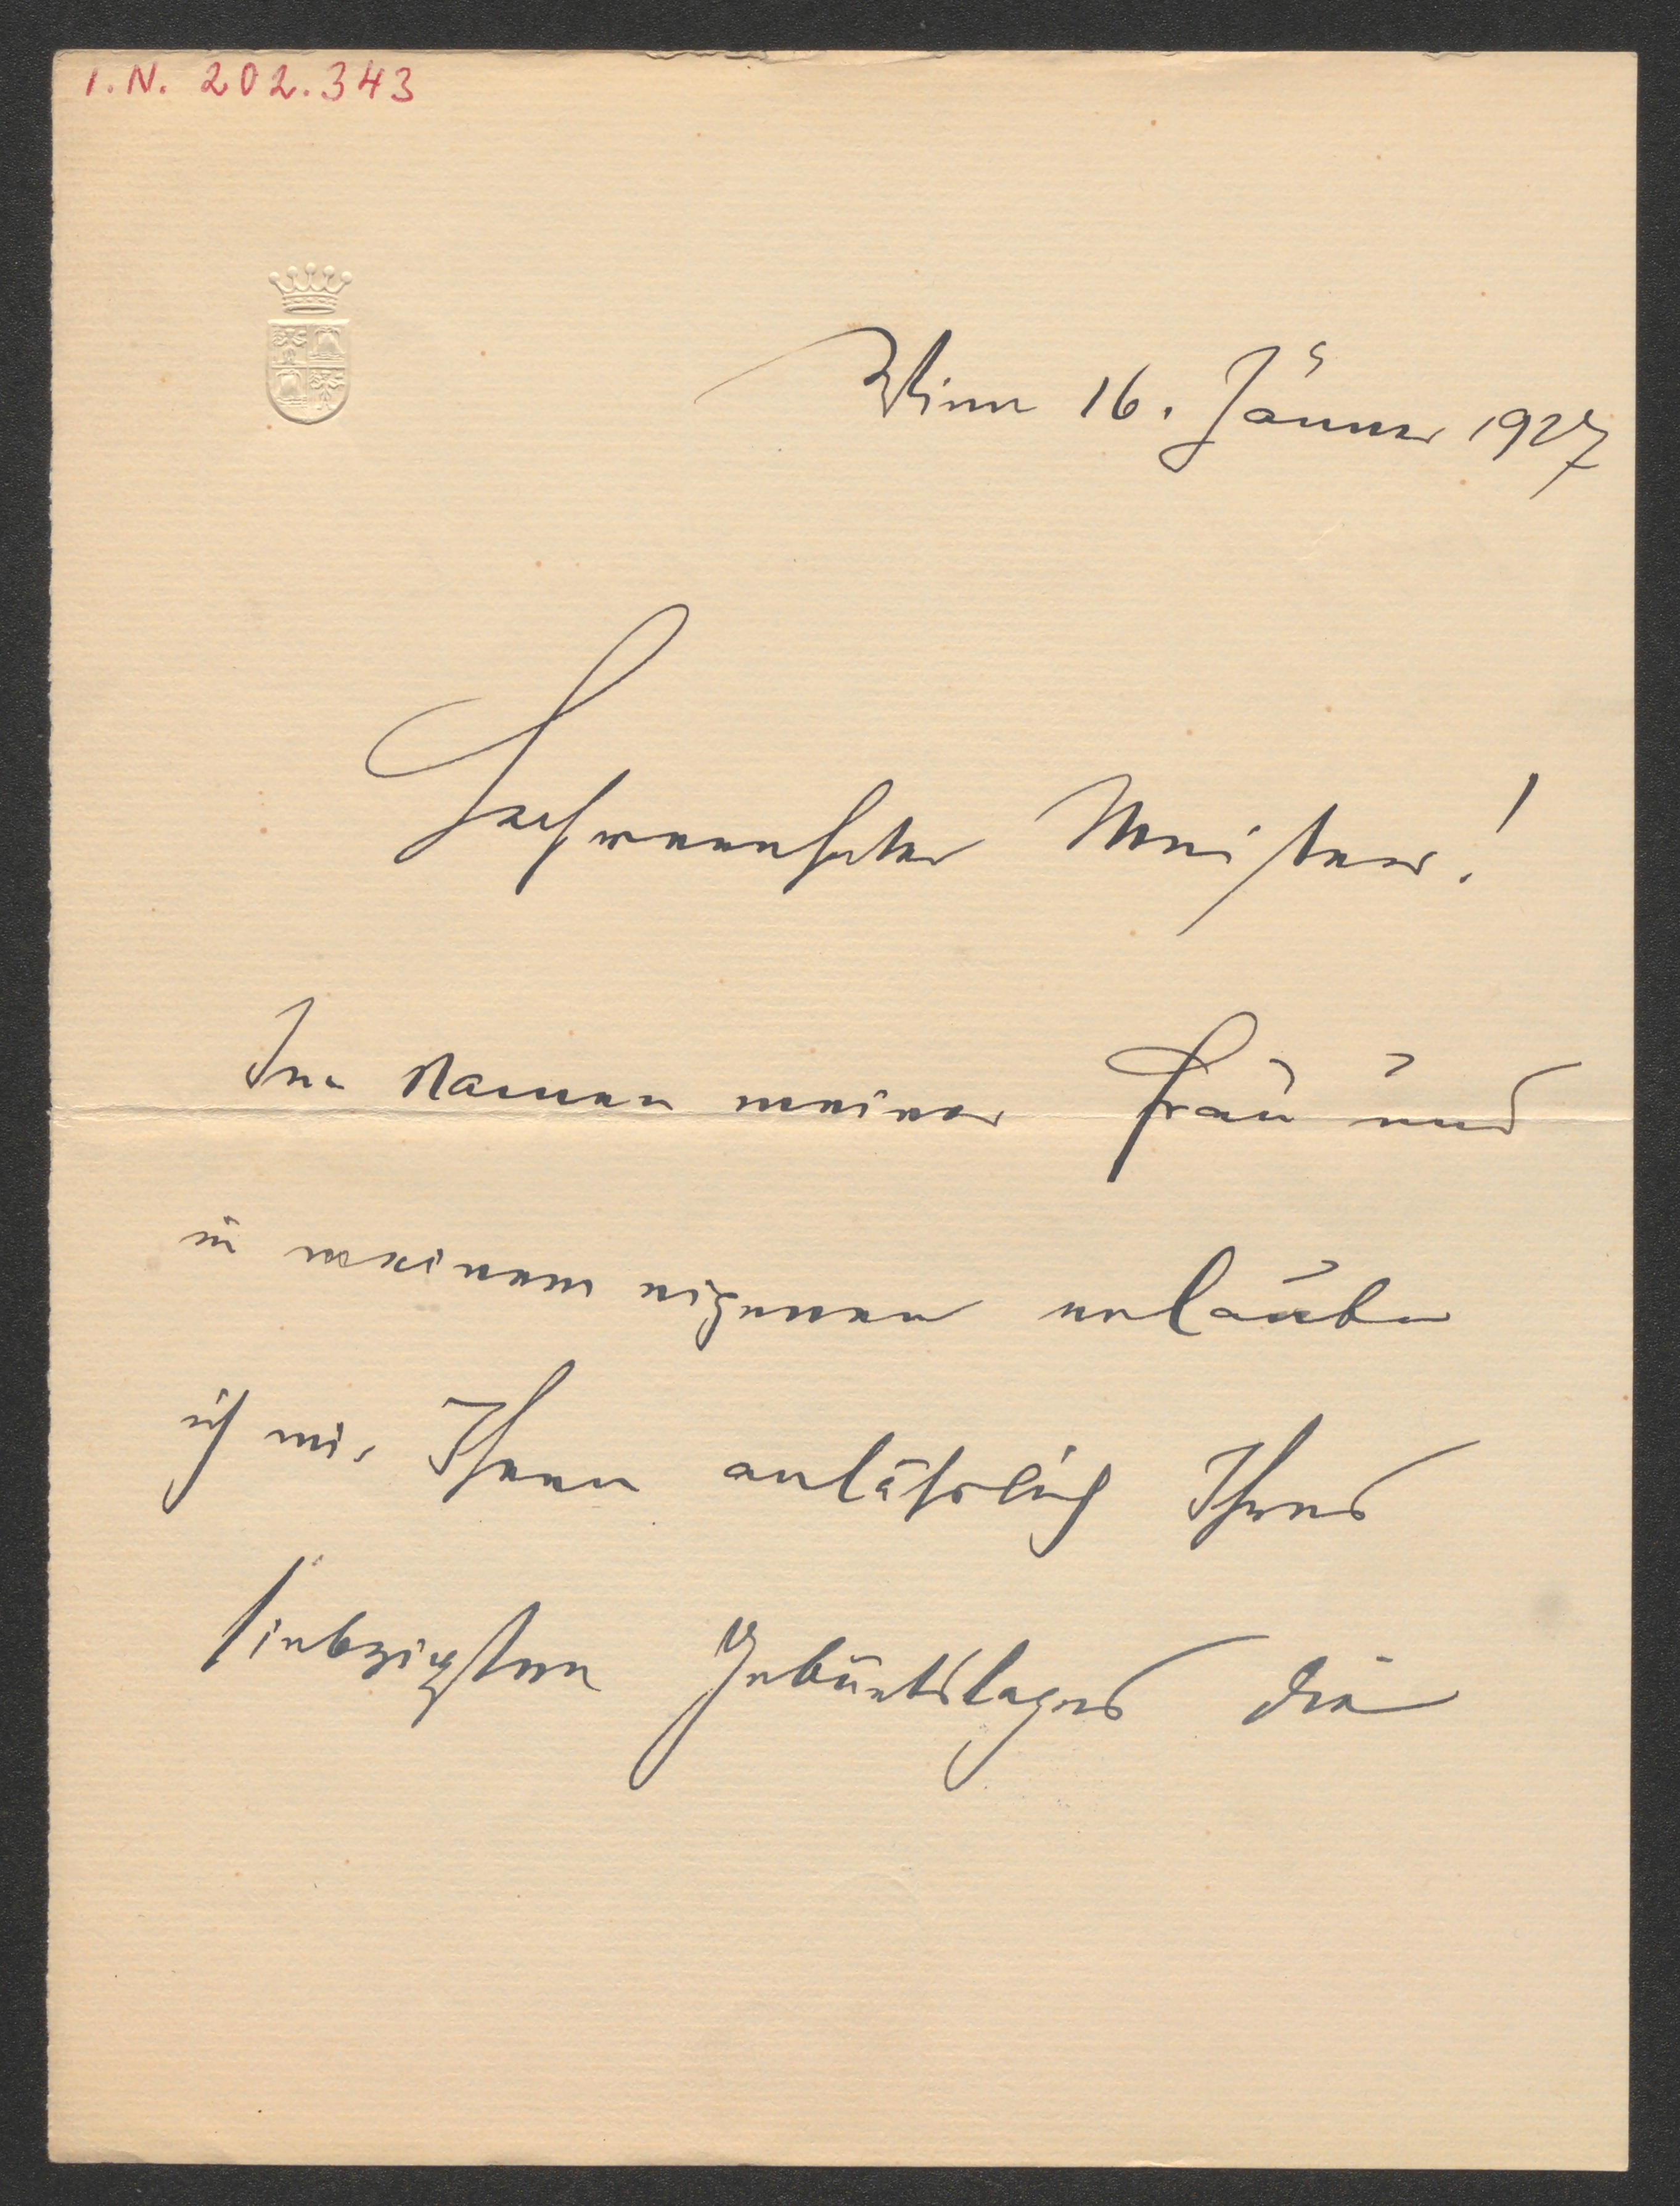 I.N. 202.343
Wien 16. Jänner 1927
Hochverehrter Meister!
Im Namen meiner Frau und
in meinem eigenen erlaube
ich mir Ihnen anlässlich Ihres
siebzigsten Geburtstages die